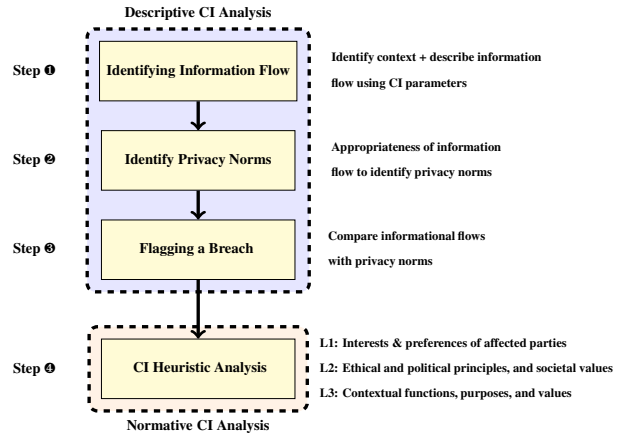 Descriptive CI Analysis
Step ❶
Identifying Information Flow
Identify context + describe information
flow using CI parameters
Step ❷
Identify Privacy Norms
Appropriateness of information
flow to identify privacy norms
Step ❸
Flagging a Breach
Compare informational flows
with privacy norms
Step ❹
CI Heuristic Analysis
L1: Interests & preferences of affected parties
L2: Ethical and political principles, and societal values
L3: Contextual functions, purposes, and values
Normative CI Analysis